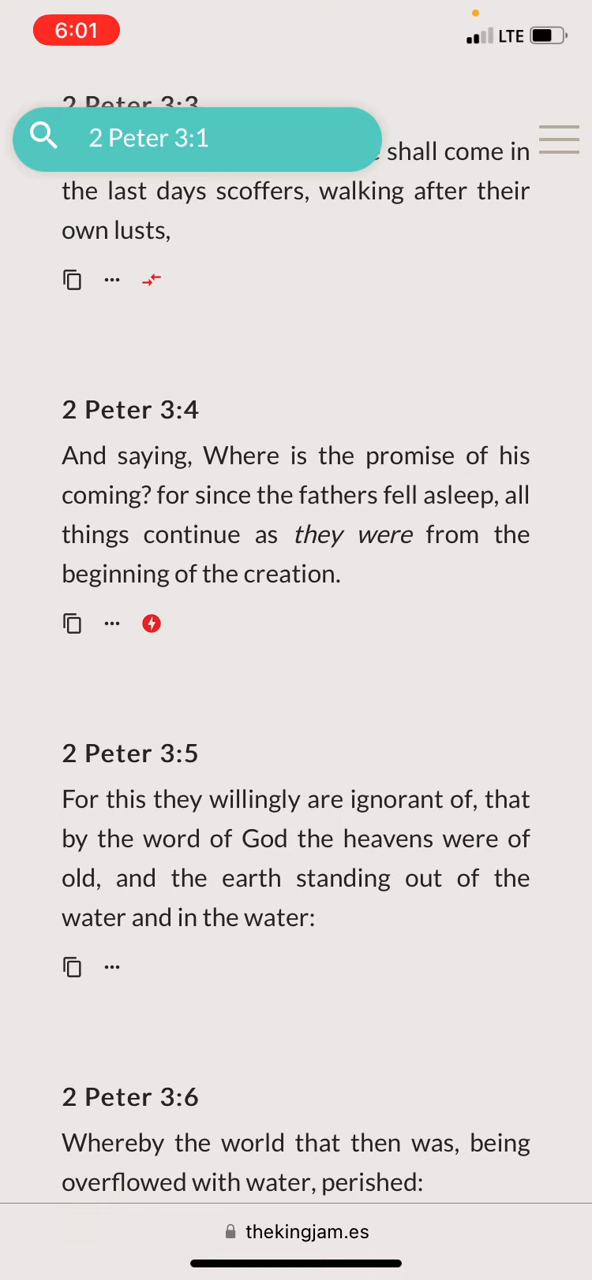 6:01
LTE
2 Peter 3:3
2 Peter 3:1
shall come in
the last days scoffers, walking after their
own lusts,
2 Peter 3:4
And saying, Where is the promise of his
coming? for since the fathers fell asleep, all
things continue as they were from the
beginning of the creation.
2 Peter 3:5
For this they willingly are ignorant of, that
by the word of God the heavens were of
old, and the earth standing out of the
water and in the water:
2 Peter 3:6
Whereby the world that then was, being
overflowed with water, perished:
thekingjam.es